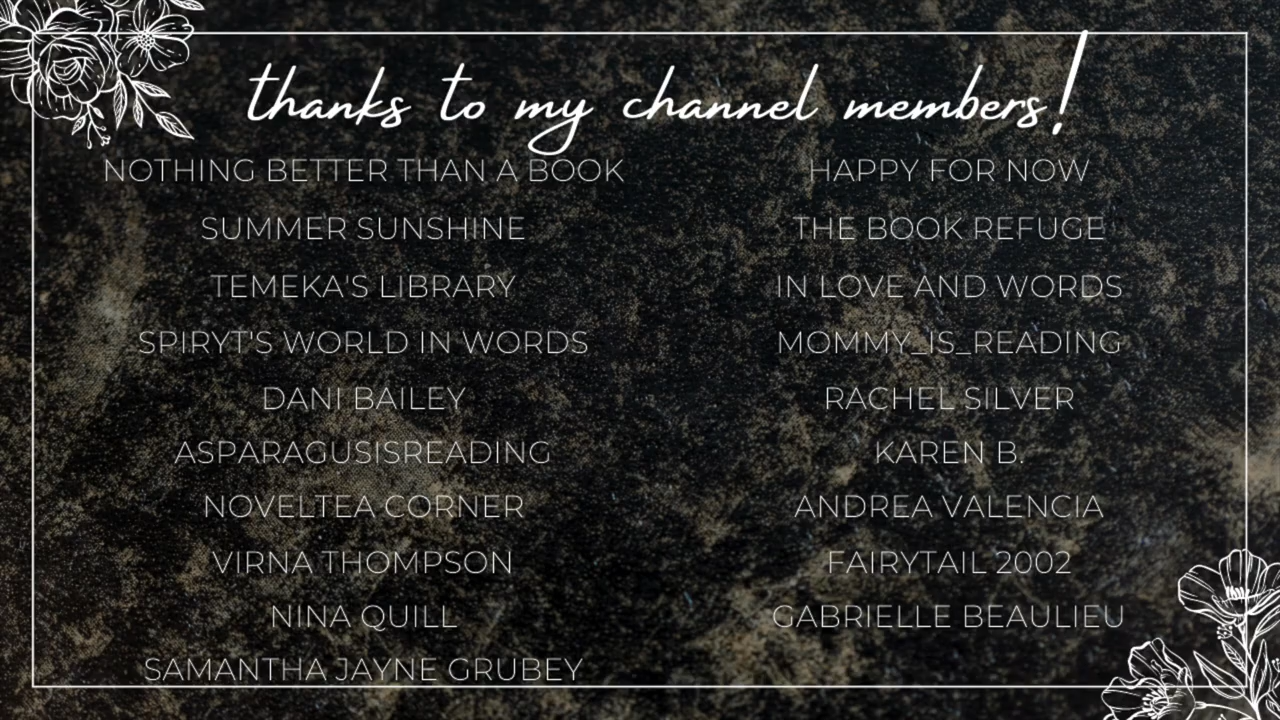 thanks to my channel members!
NOTHING BETTER THAN A BOOK
SUMMER SUNSHINE
TEMEKA'S LIBRARY
SPIRYT'S WORLD IN WORDS
DANI BAILEY
ASPARAGUSISREADING
NOVELTEA CORNER
VIRNA THOMPSON
NINA QUILL
SAMANTHA JAYNE GRUBEY
HAPPY FOR NOW
THE BOOK REFUGE
IN LOVE AND WORDS
MOMMY_IS_READING
RACHEL SILVER
KAREN B.
ANDREA VALENCIA
FAIRYTAIL 2002
GABRIELLE BEAULIEU